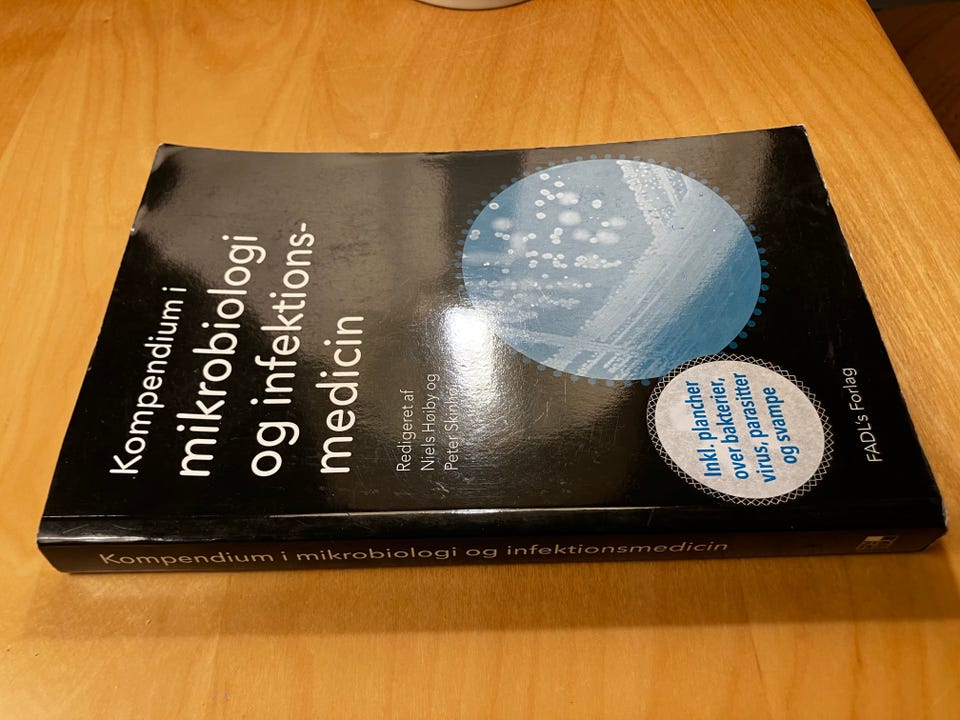 Kompendium i
mikrobiologi
og infektions-
medicin
Redigeret af
Niels Høiby og
Peter
Inkl. plancher
over bakterier,
virus, parasitter
og svampe
FADL's Forlag
Kompendium i mikrobiologi og infektionsmedicin